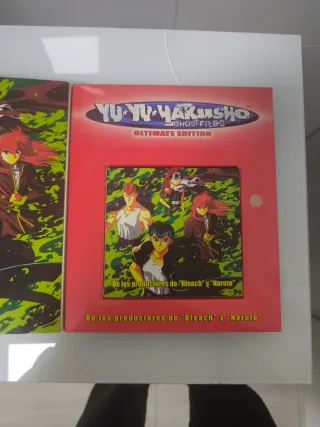 YU·YU·HAKUSHO
GHOST FILES
ULTIMATE EDITION
De los productores de "Bleach" y "Naruto"
De los productores de "Bleach" y "Naruto"